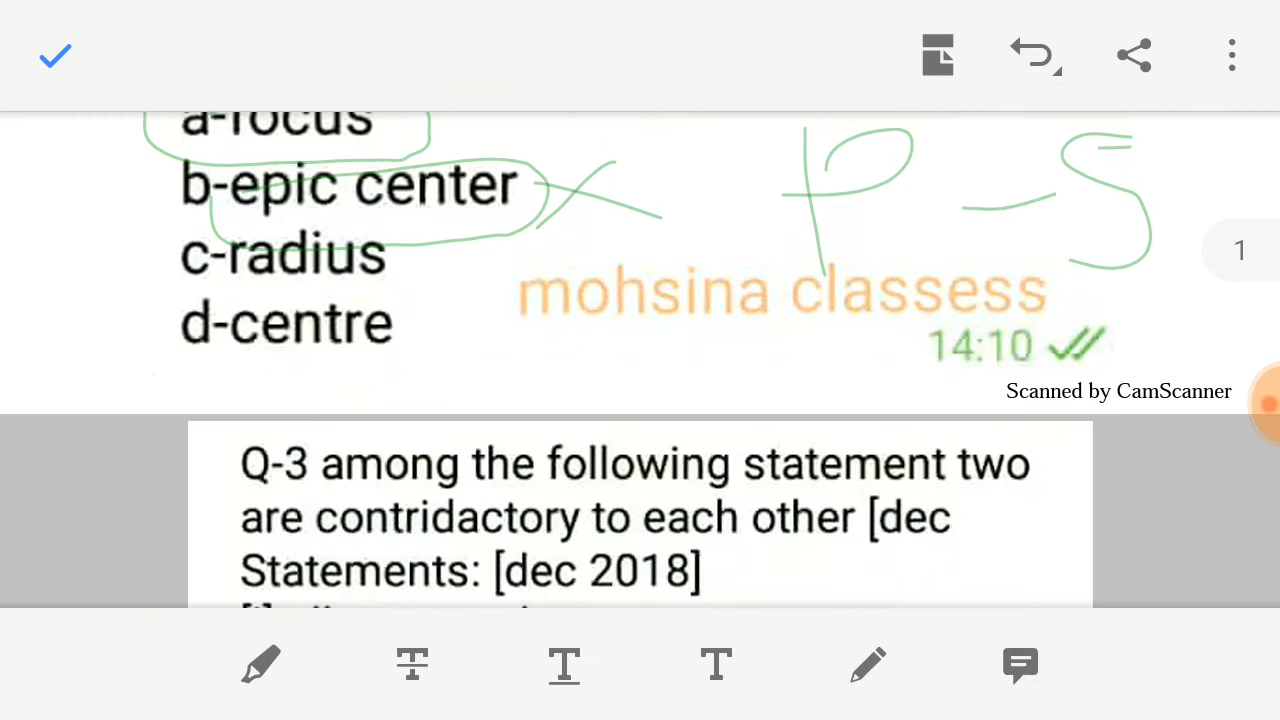 a-focus
b-epic center
c-radius
d-centre
P-S
mohsina classess
14:10
1
Scanned by CamScanner
Q-3 among the following statement two
are contridactory to each other [dec
Statements: [dec 2018]